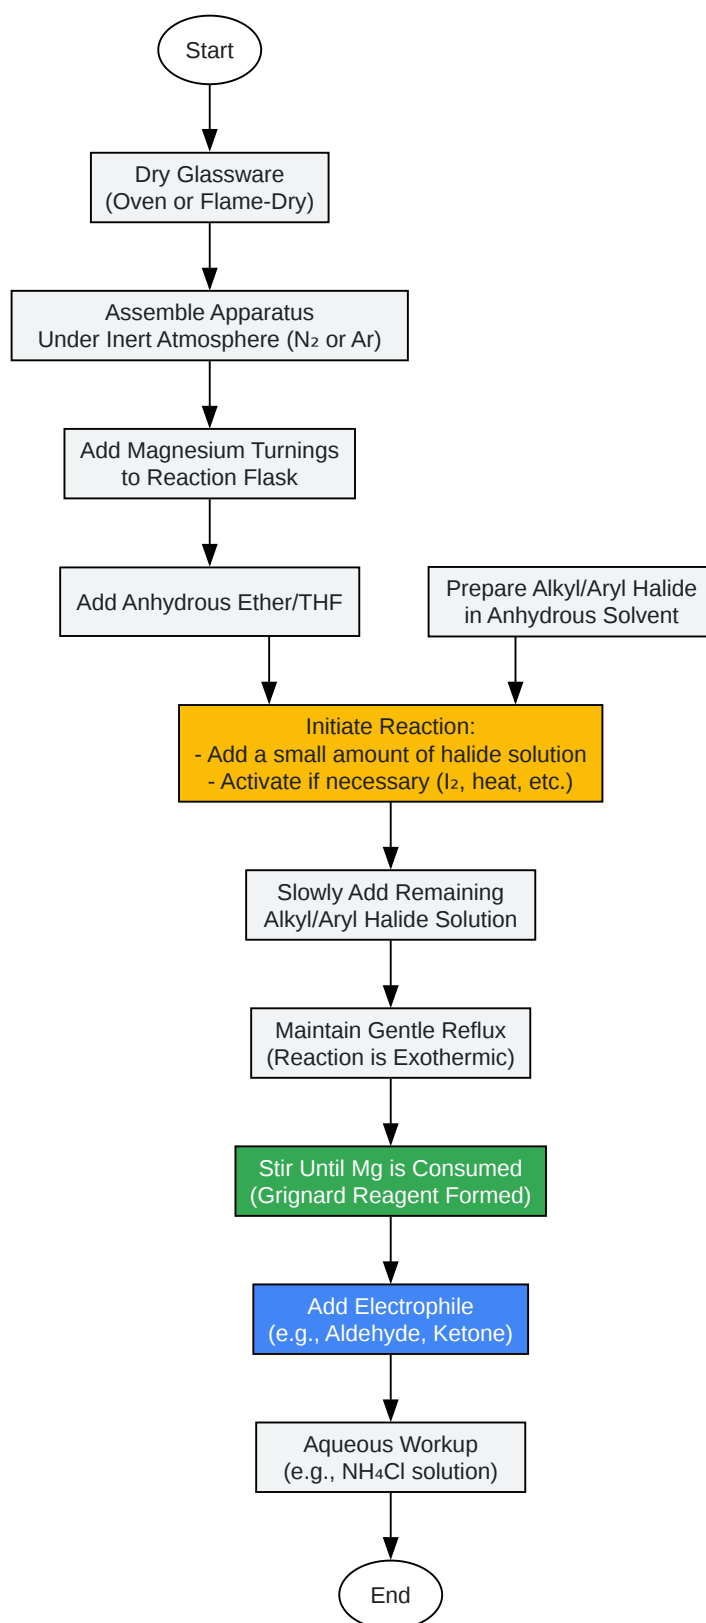 Start
Dry Glassware
(Oven or Flame-Dry)
Assemble Apparatus
Under Inert Atmosphere (N₂ or Ar)
Add Magnesium Turnings
to Reaction Flask
Add Anhydrous Ether/THF
Prepare Alkyl/Aryl Halide
in Anhydrous Solvent
Initiate Reaction:
- Add a small amount of halide solution
- Activate if necessary (I₂, heat, etc.)
Slowly Add Remaining
Alkyl/Aryl Halide Solution
Maintain Gentle Reflux
(Reaction is Exothermic)
Stir Until Mg is Consumed
(Grignard Reagent Formed)
Add Electrophile
(e.g., Aldehyde, Ketone)
Aqueous Workup
(e.g., NH₄Cl solution)
End